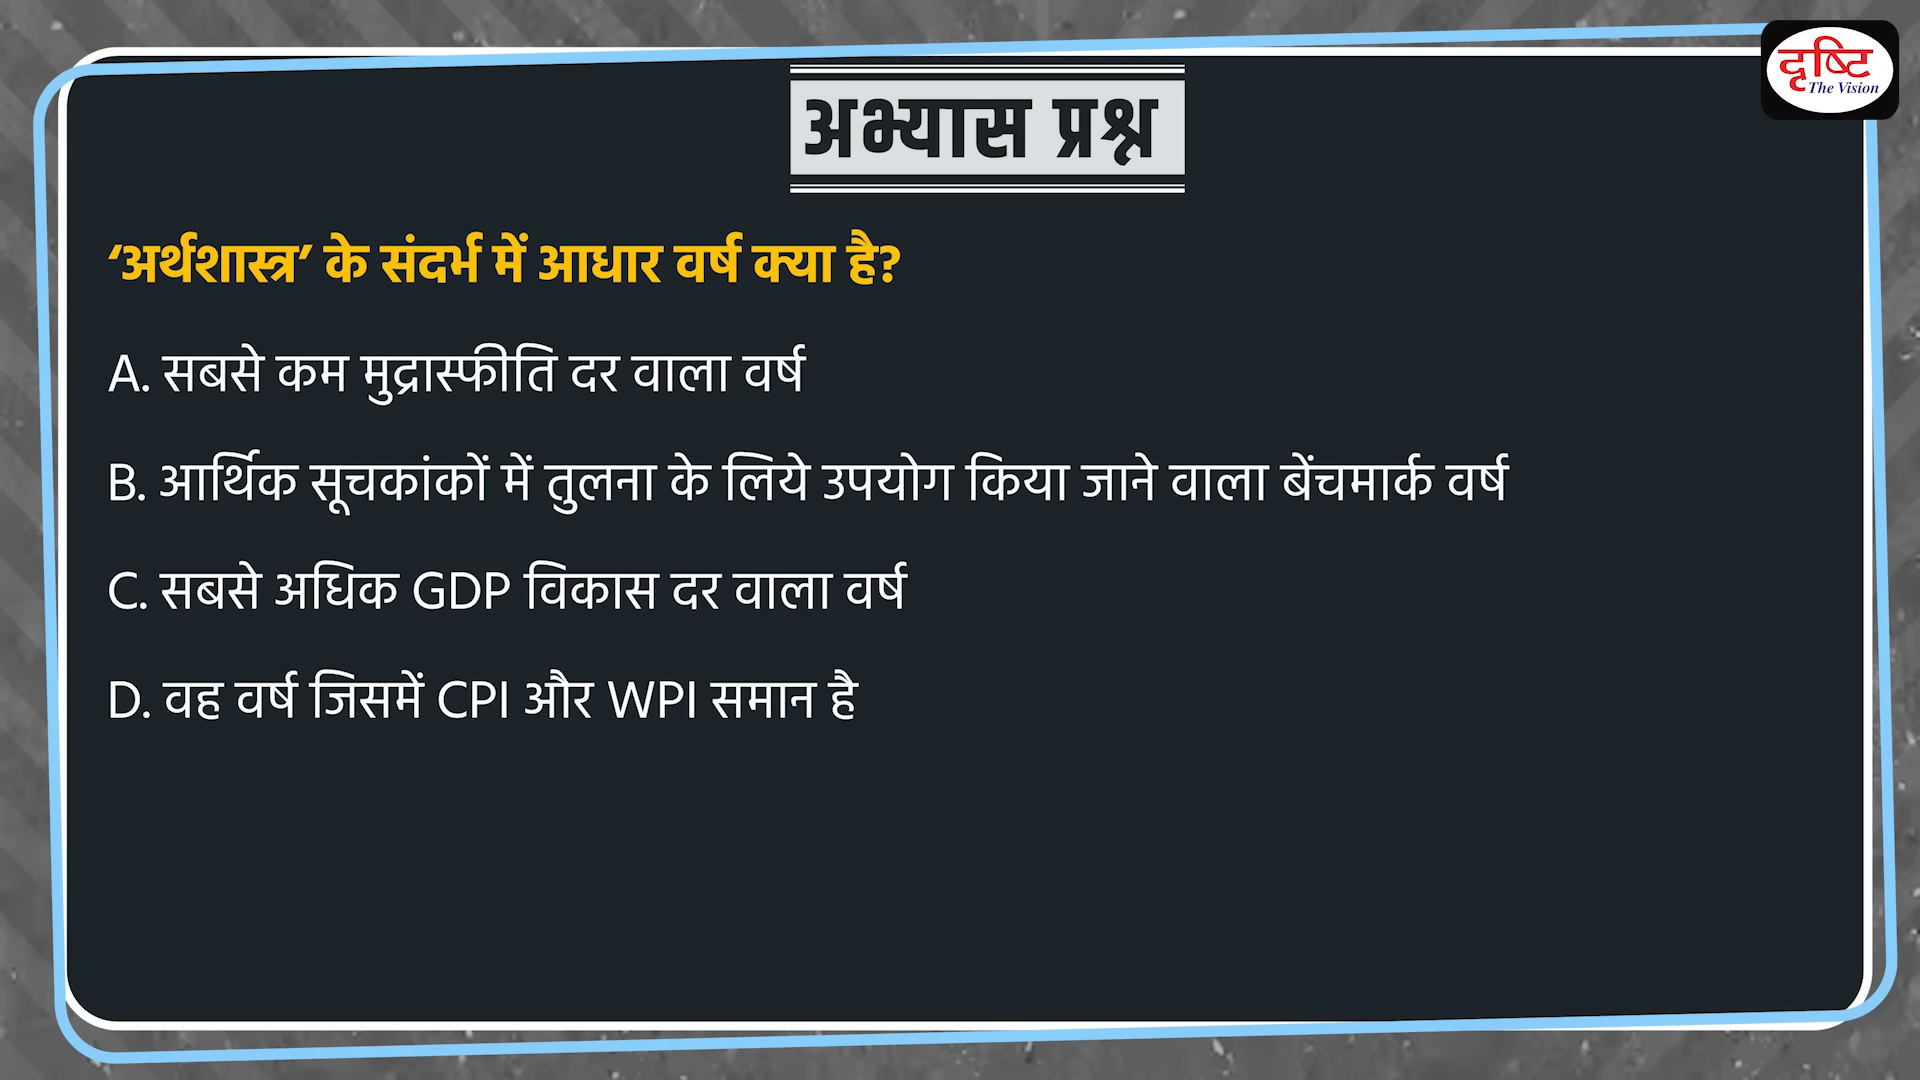 दृष्टि
The Vision
अभ्यास प्रश्न
‘अर्थशास्त्र’ के संदर्भ में आधार वर्ष क्या है?
A. सबसे कम मुद्रास्फीति दर वाला वर्ष
B. आर्थिक सूचकांकों में तुलना के लिये उपयोग किया जाने वाला बेंचमार्क वर्ष
C. सबसे अधिक GDP विकास दर वाला वर्ष
D. वह वर्ष जिसमें CPI और WPI समान है